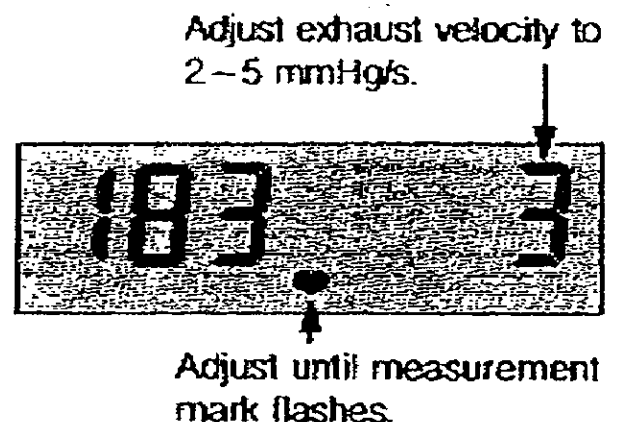 Adjust exhaust velocity to
2–5 mmHg/s.
183 3
Adjust until measurement
mark flashes.